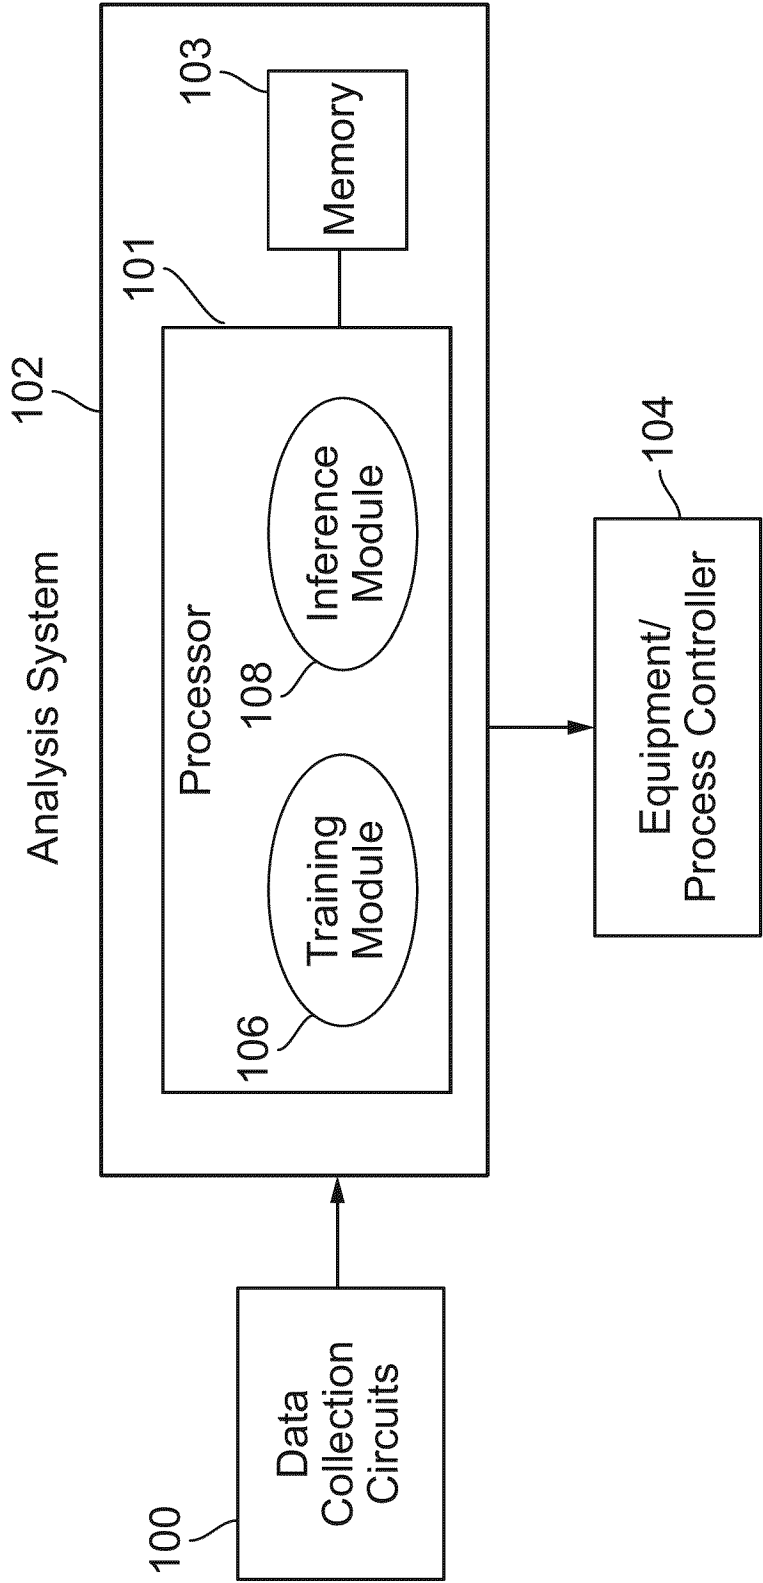 Analysis System
102
101
103
Processor
Memory
106
Training
Module
108
Inference
Module
100
Data
Collection
Circuits
104
Equipment/
Process Controller